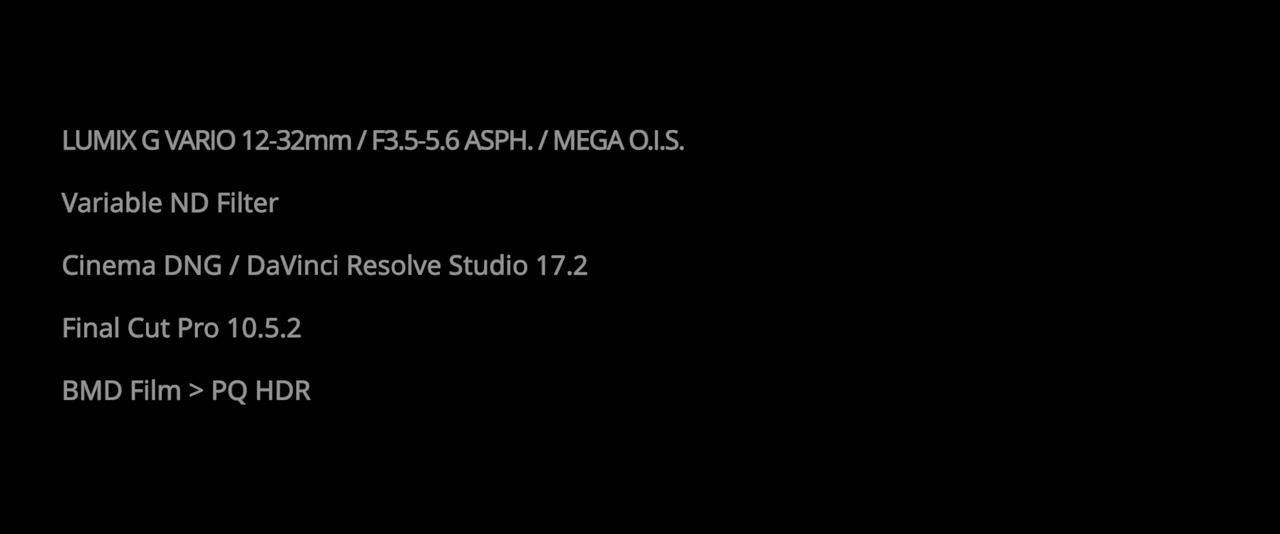 LUMIX G VARIO 12-32mm / F3.5-5.6 ASPH. / MEGA O.I.S.
Variable ND Filter
Cinema DNG / DaVinci Resolve Studio 17.2
Final Cut Pro 10.5.2
BMD Film > PQ HDR